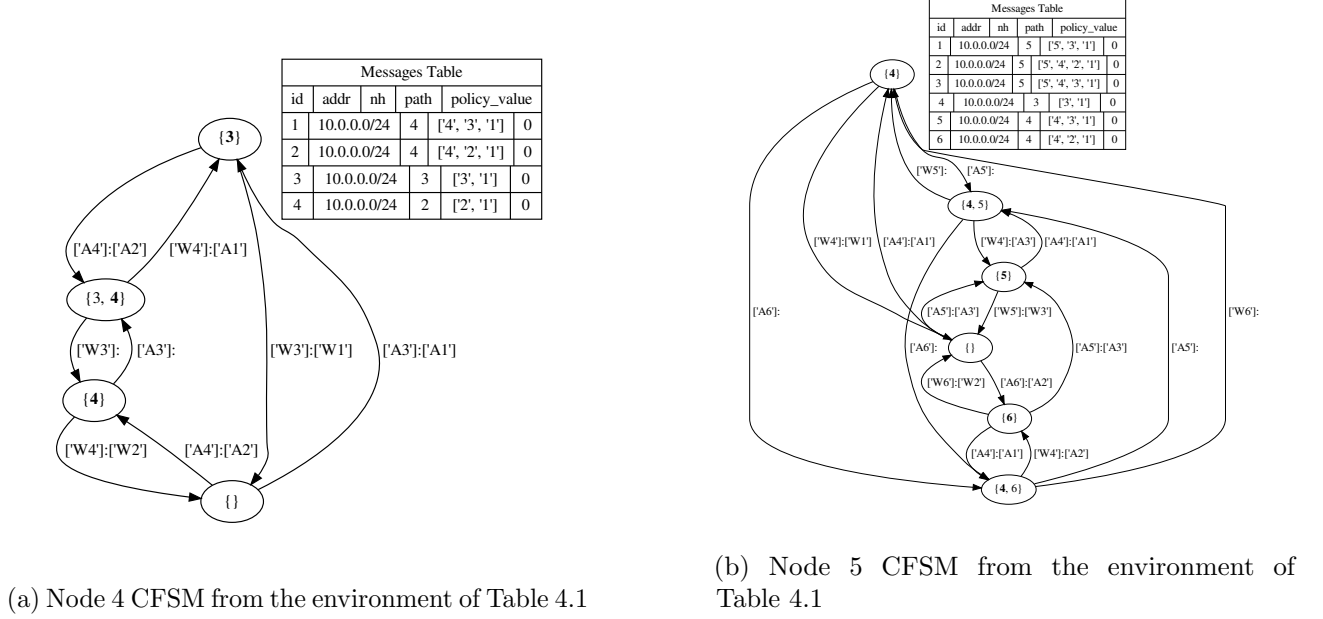 Messages Table
id addr nh path policy_value
1 10.0.0.0/24 4 ['4', '3', '1'] 0
2 10.0.0.0/24 4 ['4', '2', '1'] 0
3 10.0.0.0/24 3 ['3', '1'] 0
4 10.0.0.0/24 2 ['2', '1'] 0
{3}
['A4']:['A2']
['W4']:['A1']
{3, 4}
['W3']:
['A3']:
['W3']:['W1']
['A3']:['A1']
{4}
['W4']:['W2']
['A4']:['A2']
{}
(a) Node 4 CFSM from the environment of Table 4.1
Messages Table
id addr nh path policy_value
1 10.0.0.0/24 5 ['5', '3', '1'] 0
2 10.0.0.0/24 5 ['5', '4', '2', '1'] 0
3 10.0.0.0/24 5 ['5', '4', '3', '1'] 0
4 10.0.0.0/24 3 ['3', '1'] 0
5 10.0.0.0/24 4 ['4', '3', '1'] 0
6 10.0.0.0/24 4 ['4', '2', '1'] 0
{4}
['W5']:
['A5']:
{4, 5}
['W4']:['W1']
['A4']:['A1']
['W4']:['A3']
['A4']:['A1']
{5}
['A6']:
['A5']:['A3']
['W5']:['W3']
['W6']:
{}
['A6']:
['A5']:['A3']
['A5']:
['W6']:['W2']
['A6']:['A2']
{6}
['A4']:['A1']
['W4']:['A2']
{4, 6}
(b) Node 5 CFSM from the environment of
Table 4.1